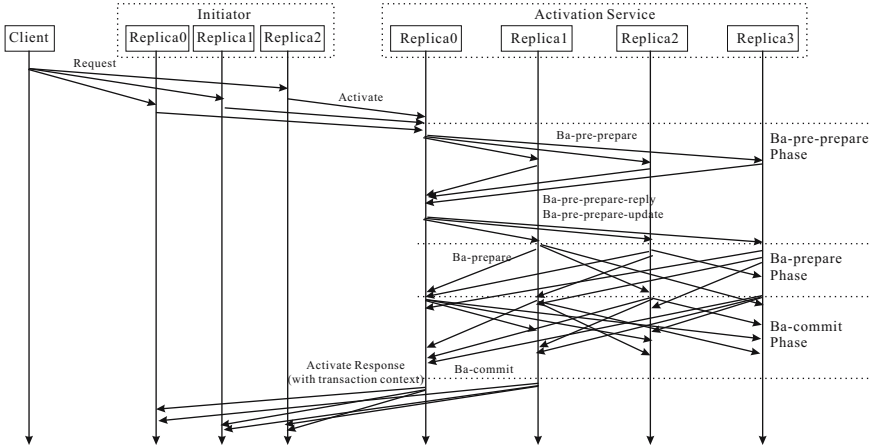 Initiator
Activation Service
Client
Replica0
Replica1
Replica2
Replica0
Replica1
Replica2
Replica3
Request
Activate
Ba-pre-prepare
Ba-pre-prepare
Phase
Ba-pre-prepare-reply
Ba-pre-prepare-update
Ba-prepare
Ba-prepare
Phase
Ba-commit
Phase
Activate Response
(with transaction context)
Ba-commit